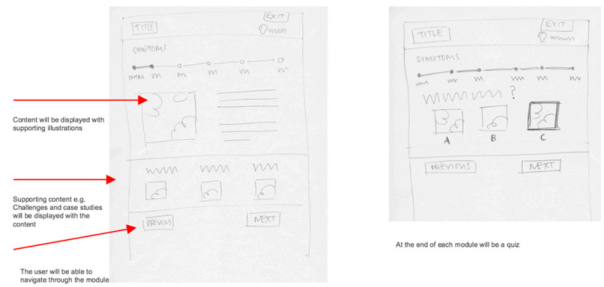 TITLE
EXIT
SYMPTOMS
INTRO
Content will be displayed with
supporting illustrations
Supporting content e.g.
Challenges and case studies
will be displayed with the
content
PREVIOUS
NEXT
The user will be able to
navigate through the module
TITLE
EXIT
SYMPTOMS
?
A
B
C
PREVIOUS
NEXT
At the end of each module will be a quiz